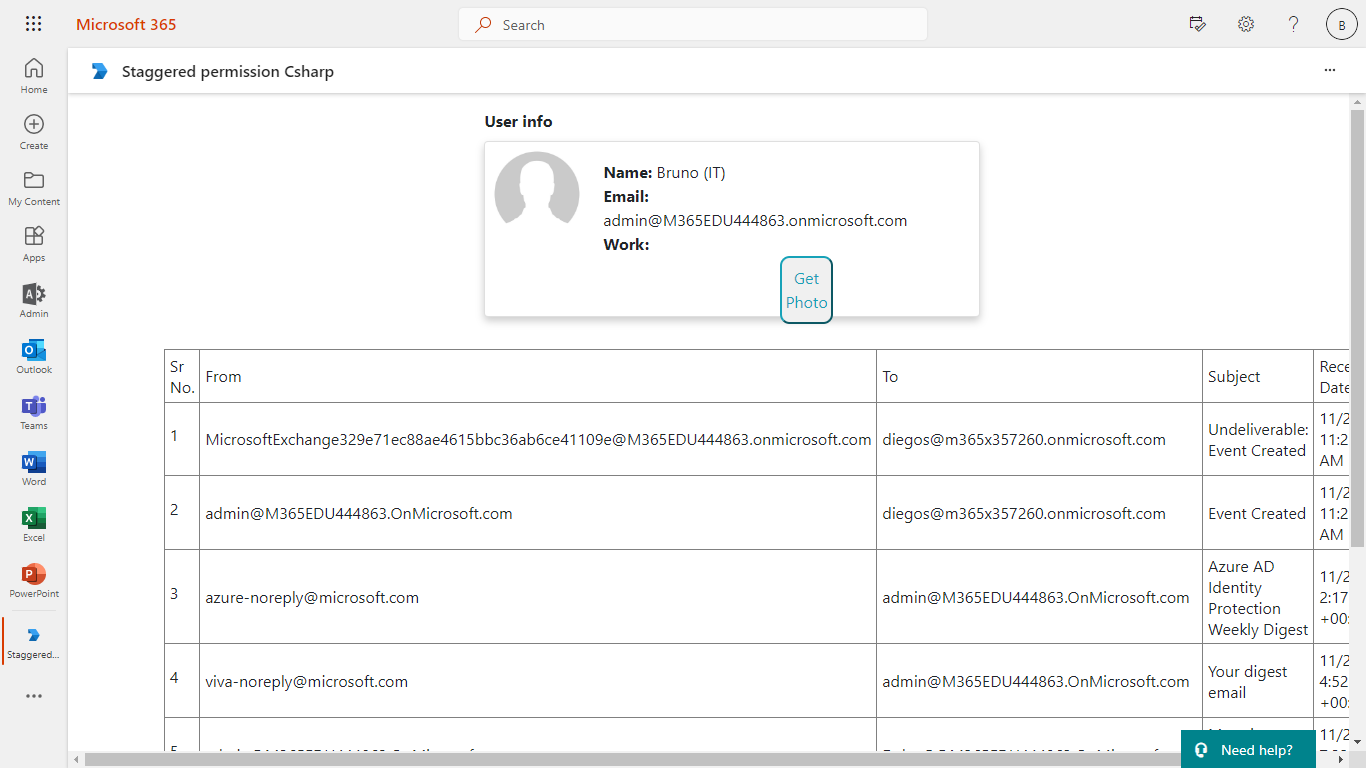 Microsoft 365
Search
B
Home
Create
My Content
Apps
Admin
Outlook
Teams
Word
Excel
PowerPoint
Staggered...
Staggered permission Csharp
User info
Name: Bruno (IT)
Email:
admin@M365EDU444863.onmicrosoft.com
Work:
Get
Photo
Sr
No.
From
To
Subject
Rece
Date
1
MicrosoftExchange329e71ec88ae4615bbc36ab6ce41109e@M365EDU444863.onmicrosoft.com
diegos@m365x357260.onmicrosoft.com
Undeliverable:
Event Created
11/2
11:2
AM
2
admin@M365EDU444863.OnMicrosoft.com
diegos@m365x357260.onmicrosoft.com
Event Created
11/2
11:2
AM
3
azure-noreply@microsoft.com
admin@M365EDU444863.OnMicrosoft.com
Azure AD
Identity
Protection
Weekly Digest
11/2
2:17
+00:
4
viva-noreply@microsoft.com
admin@M365EDU444863.OnMicrosoft.com
Your digest
email
11/2
4:52
+00:
5
11/2
Need help?